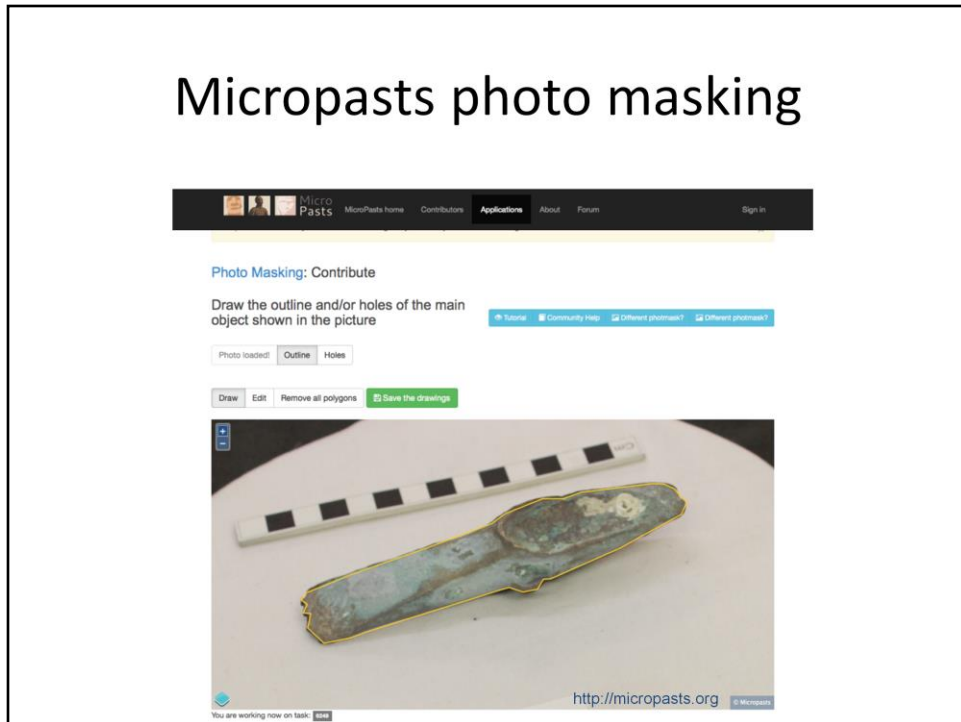 Micropasts photo masking
Micro
Pasts
MicroPasts home Contributors Applications About Forum Sign in
Photo Masking: Contribute
Draw the outline and/or holes of the main
object shown in the picture
Tutorial Community Help Different photmask? Different photmask?
Photo loaded! Outline Holes
Draw Edit Remove all polygons Save the drawings
+
−
http://micropasts.org
© Micropasts
You are working now on task: